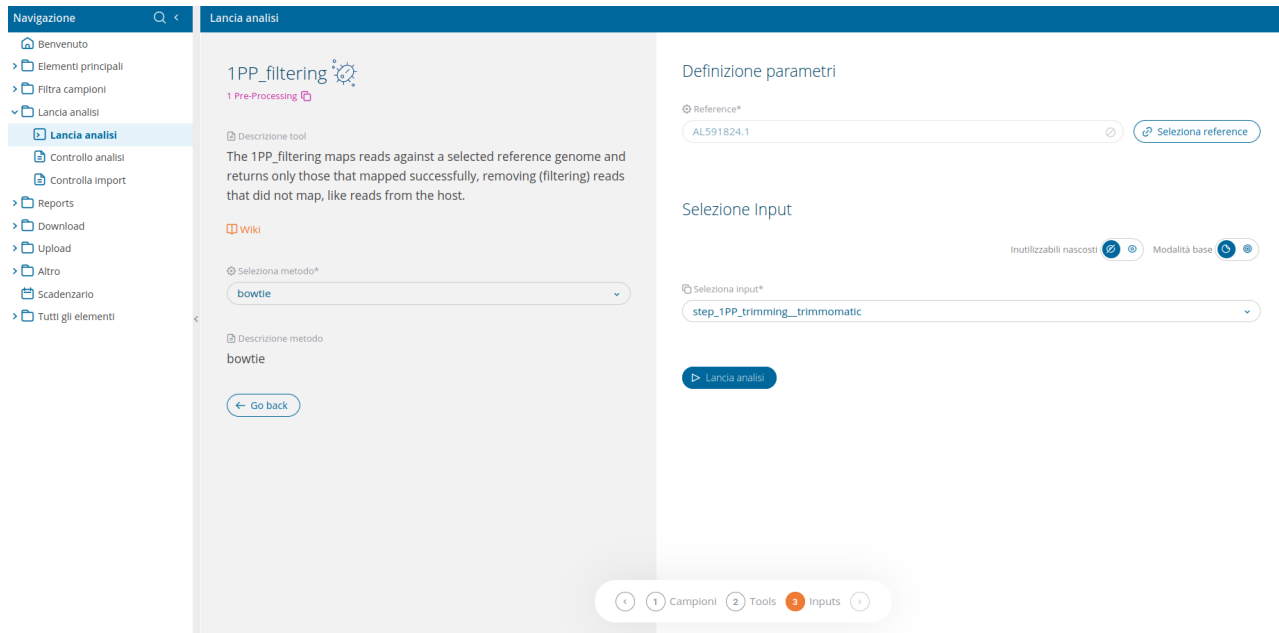 Navigazione
Benvenuto
Elementi principali
Filtra campioni
Lancia analisi
Lancia analisi
Controllo analisi
Controlla import
Reports
Download
Upload
Altro
Scadenzario
Tutti gli elementi
Lancia analisi
1PP_filtering
1 Pre-Processing
Descrizione tool
The 1PP_filtering maps reads against a selected reference genome and
returns only those that mapped successfully, removing (filtering) reads
that did not map, like reads from the host.
Wiki
Seleziona metodo*
bowtie
Descrizione metodo
bowtie
Go back
Definizione parametri
Reference*
AL591824.1
Seleziona reference
Selezione Input
Inutilizzabili nascosti Modalità base
Seleziona input*
step_1PP_trimming__trimmomatic
Lancia analisi
1 Campioni 2 Tools 3 Inputs